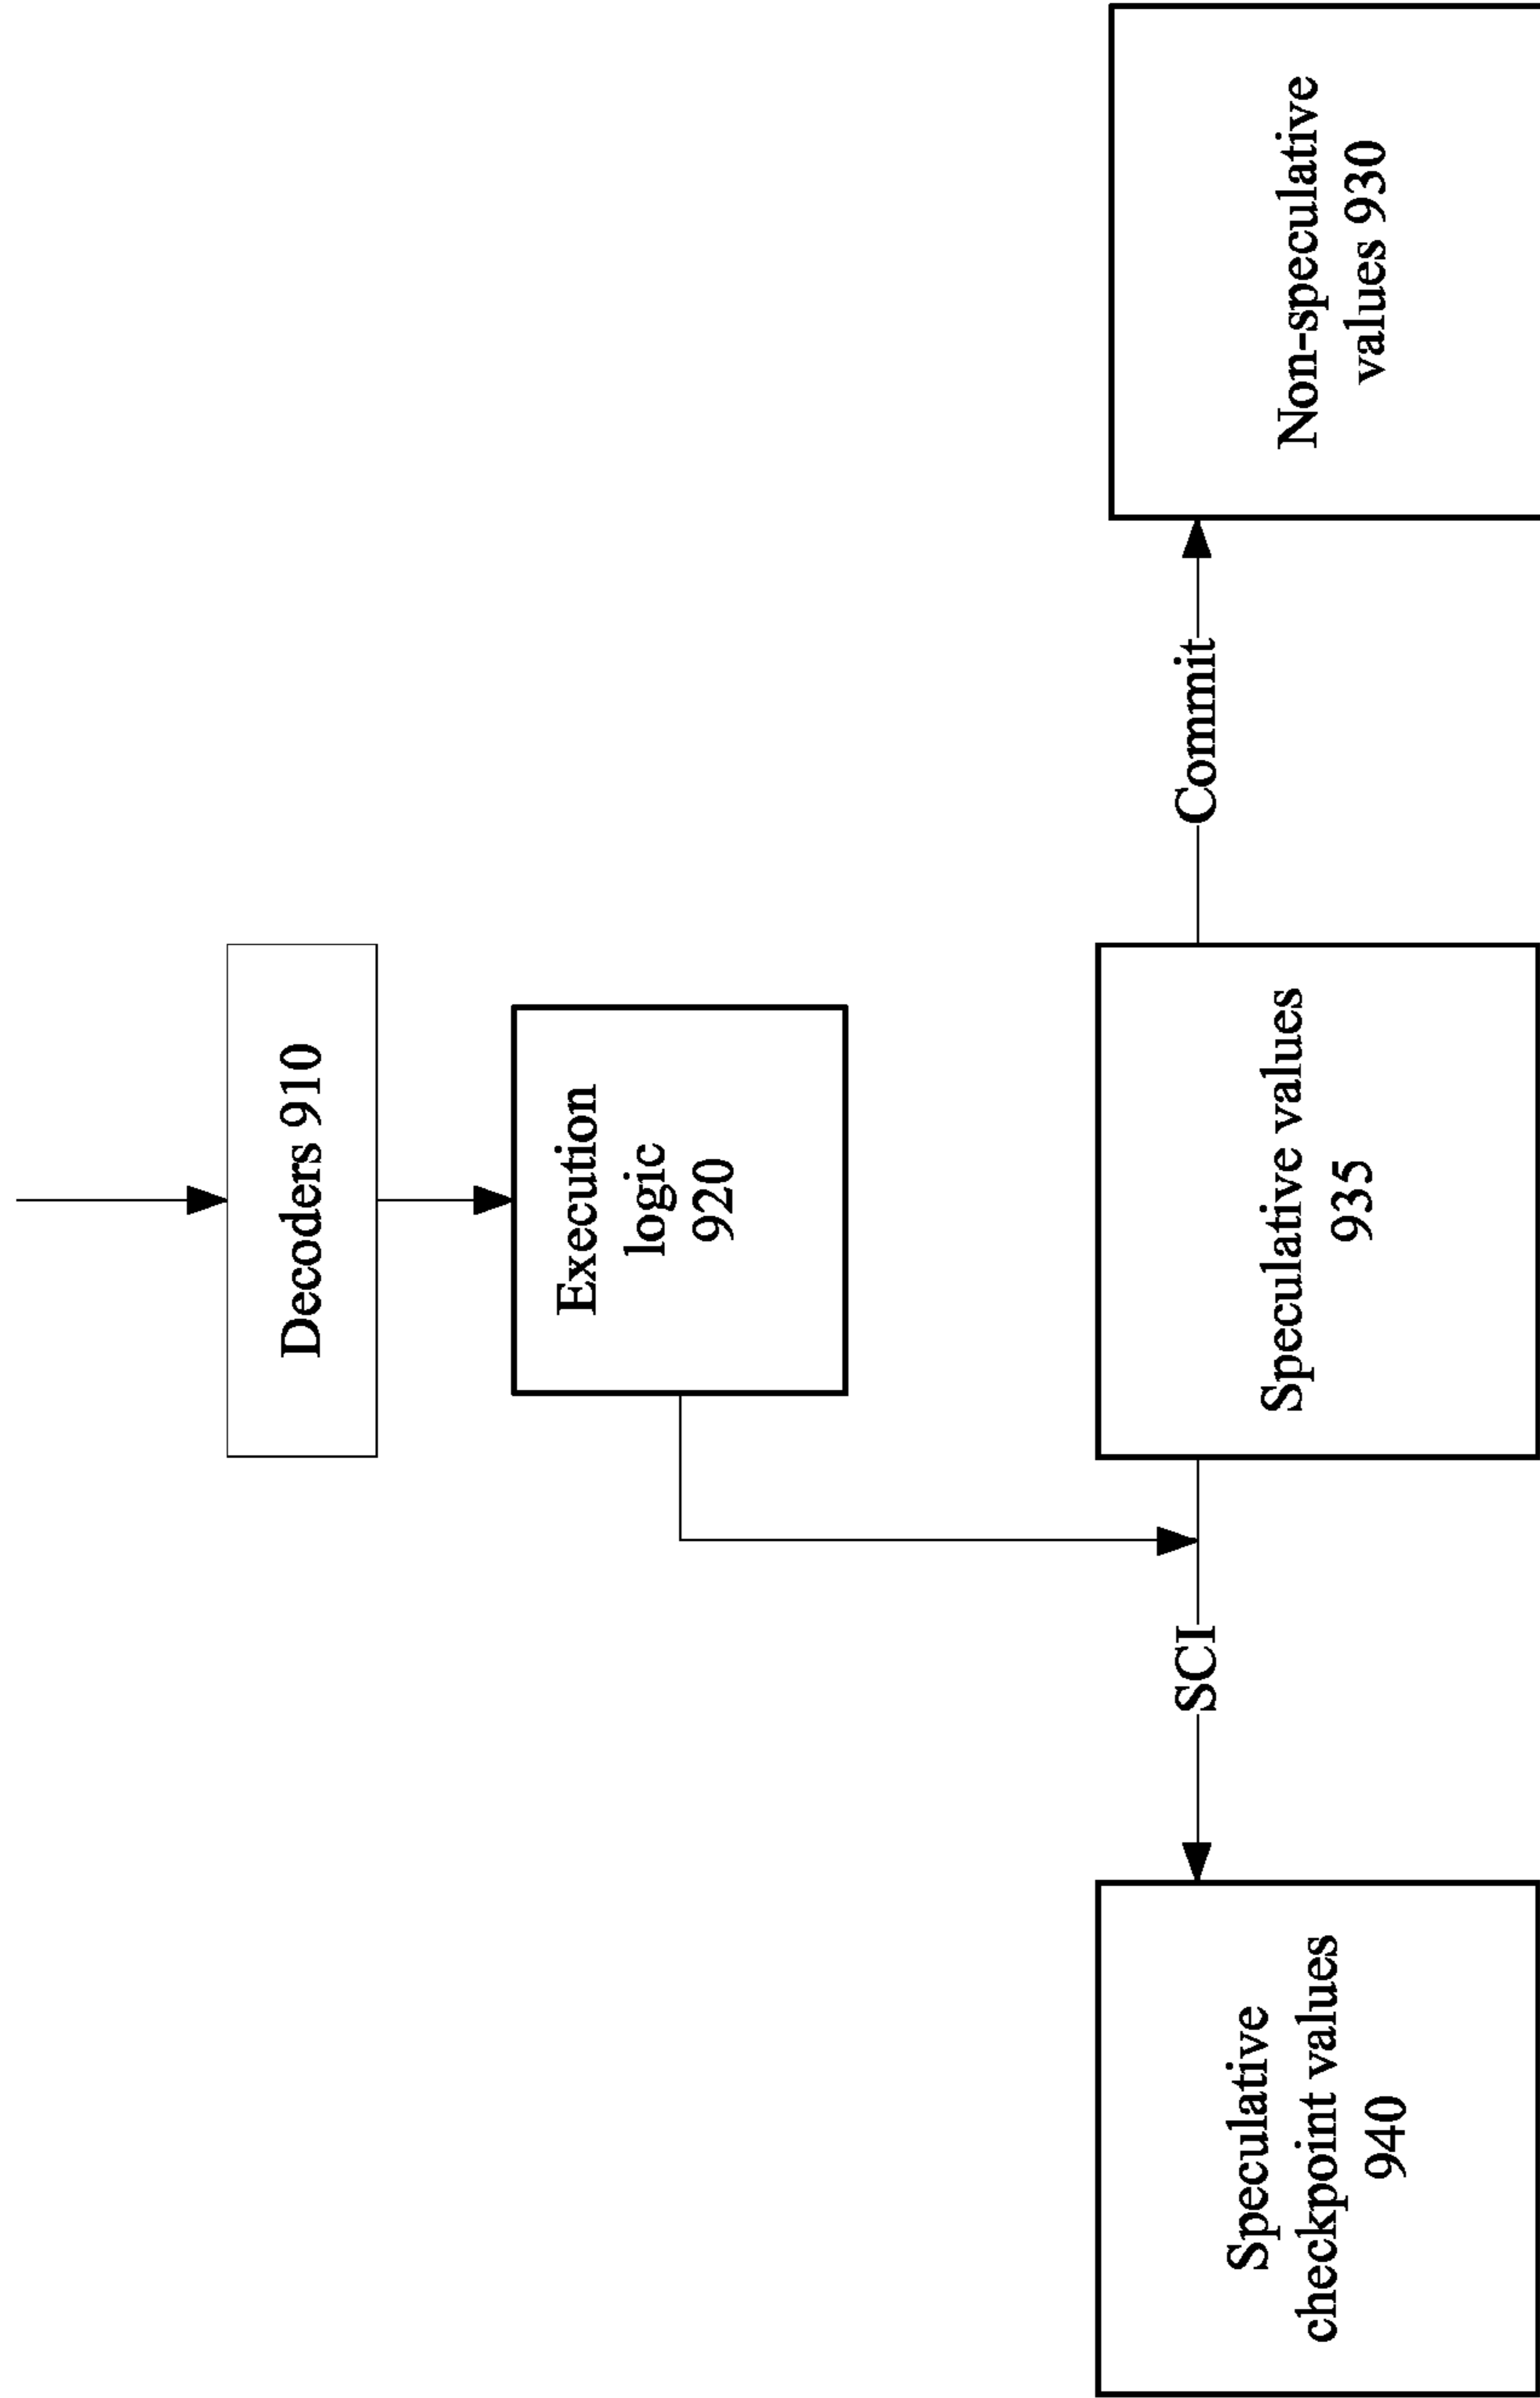 Decoders 910
Execution
logic
920
Speculative
checkpoint values
940
SCI
Speculative values
935
Commit
Non-speculative
values 930